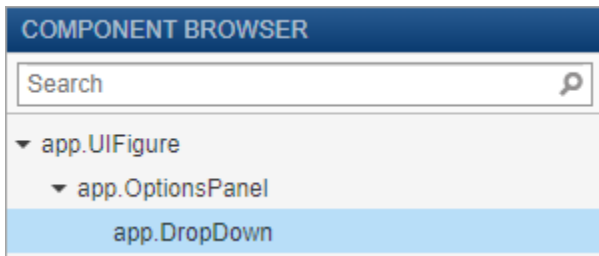 COMPONENT BROWSER
Search
app.UIFigure
app.OptionsPanel
app.DropDown